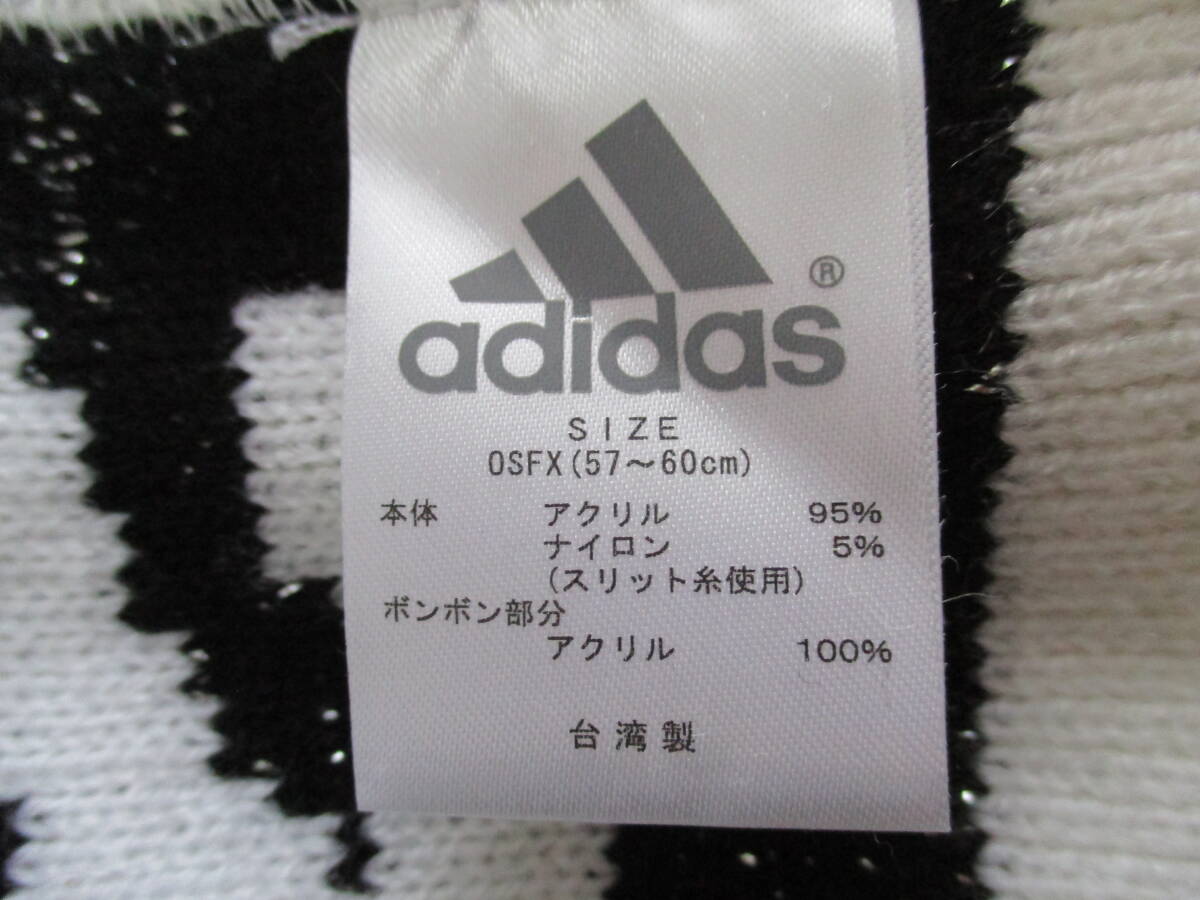 adidas®
SIZE
OSFX(57～60cm)
本体 アクリル 95%
ナイロン 5%
(スリット糸使用)
ボンボン部分
アクリル 100%
台湾製